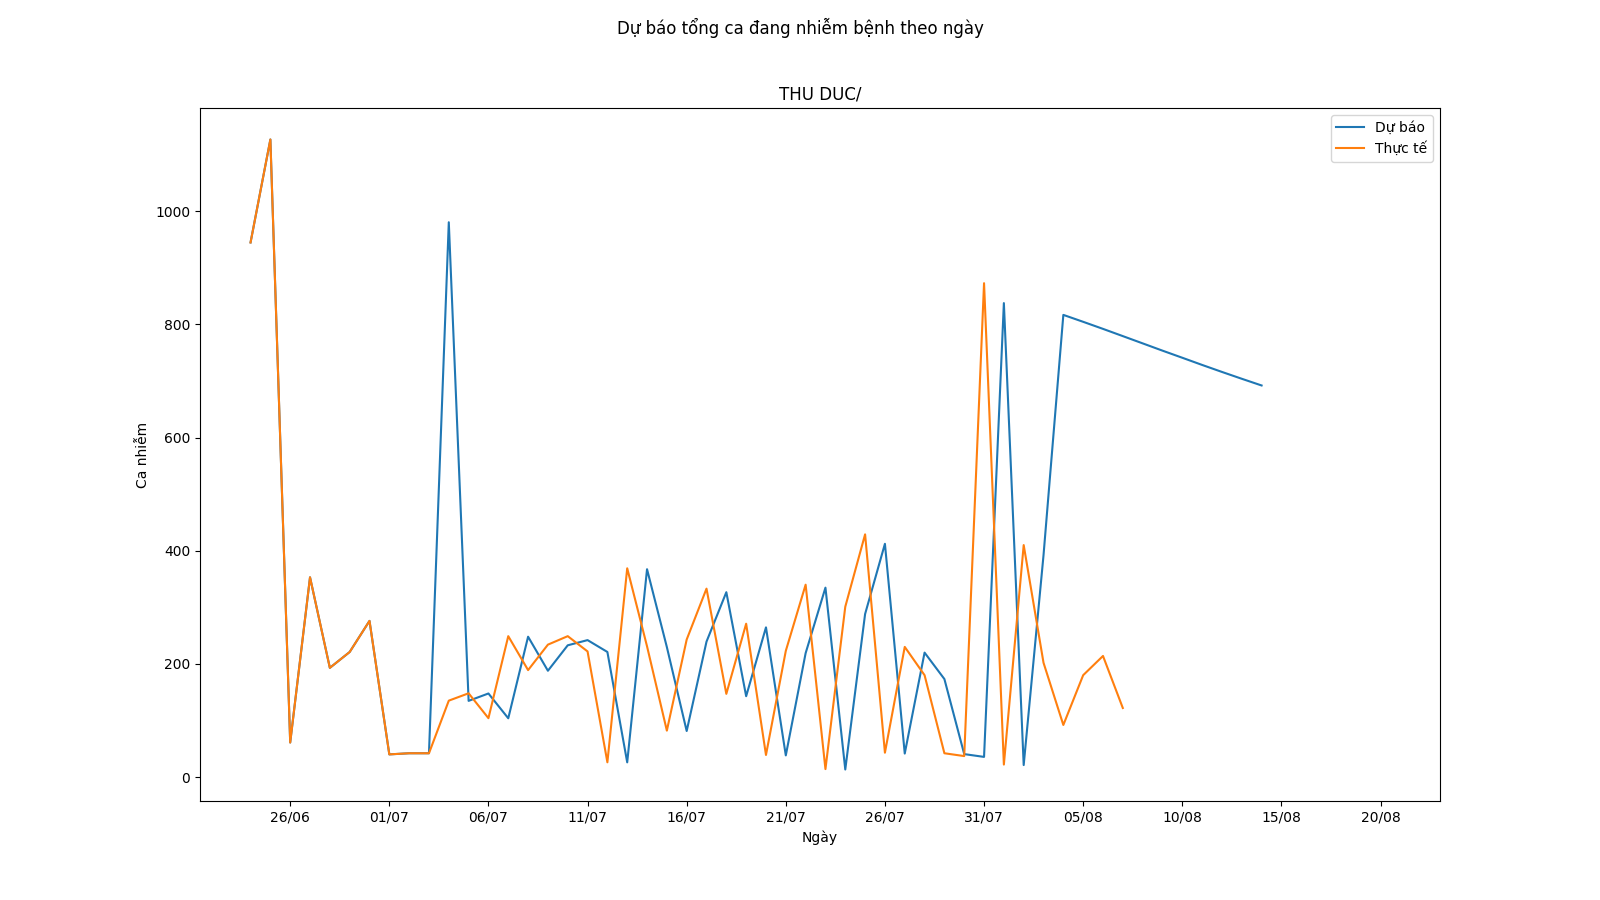 Dự báo tổng ca đang nhiễm bệnh theo ngày
THU DUC/
Dự báo
Thực tế
1000
800
600
400
200
0
Ca nhiễm
26/06 01/07 06/07 11/07 16/07 21/07 26/07 31/07 05/08 10/08 15/08 20/08
Ngày